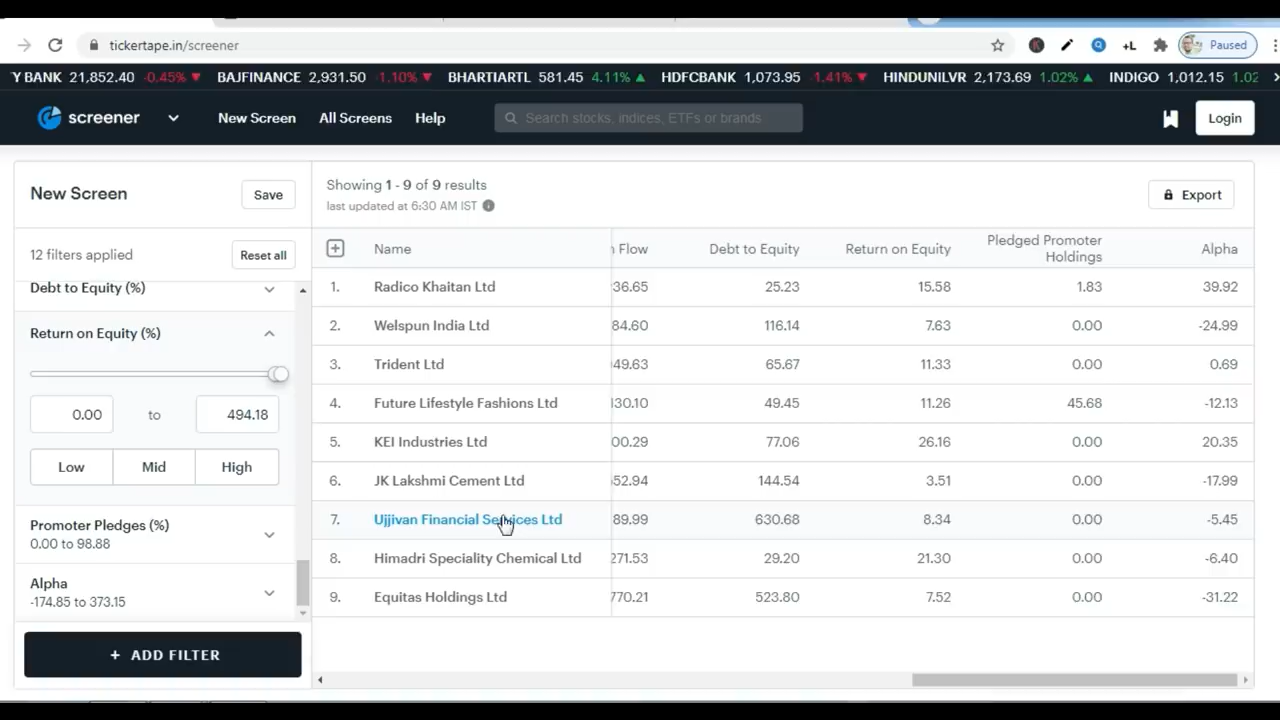 tickertape.in/screener
Paused
Y BANK 21,852.40 -0.45% ▼ BAJFINANCE 2,931.50 -1.10% ▼ BHARTIARTL 581.45 4.11% ▲ HDFCBANK 1,073.95 -1.41% ▼ HINDUNILVR 2,173.69 1.02% ▲ INDIGO 1,012.15 1.02
screener New Screen All Screens Help Search stocks, indices, ETFs or brands Login
New Screen Save
Showing 1 - 9 of 9 results
last updated at 6:30 AM IST
Export
12 filters applied Reset all
Name Flow Debt to Equity Return on Equity Pledged Promoter Holdings Alpha
Debt to Equity (%)
Return on Equity (%)
0.00 to 494.18
Low Mid High
Promoter Pledges (%)
0.00 to 98.88
Alpha
-174.85 to 373.15
+ ADD FILTER
1. Radico Khaitan Ltd 36.65 25.23 15.58 1.83 39.92
2. Welspun India Ltd 84.60 116.14 7.63 0.00 -24.99
3. Trident Ltd 49.63 65.67 11.33 0.00 0.69
4. Future Lifestyle Fashions Ltd 30.10 49.45 11.26 45.68 -12.13
5. KEI Industries Ltd 00.29 77.06 26.16 0.00 20.35
6. JK Lakshmi Cement Ltd 52.94 144.54 3.51 0.00 -17.99
7. Ujjivan Financial Services Ltd 89.99 630.68 8.34 0.00 -5.45
8. Himadri Speciality Chemical Ltd 271.53 29.20 21.30 0.00 -6.40
9. Equitas Holdings Ltd 770.21 523.80 7.52 0.00 -31.22